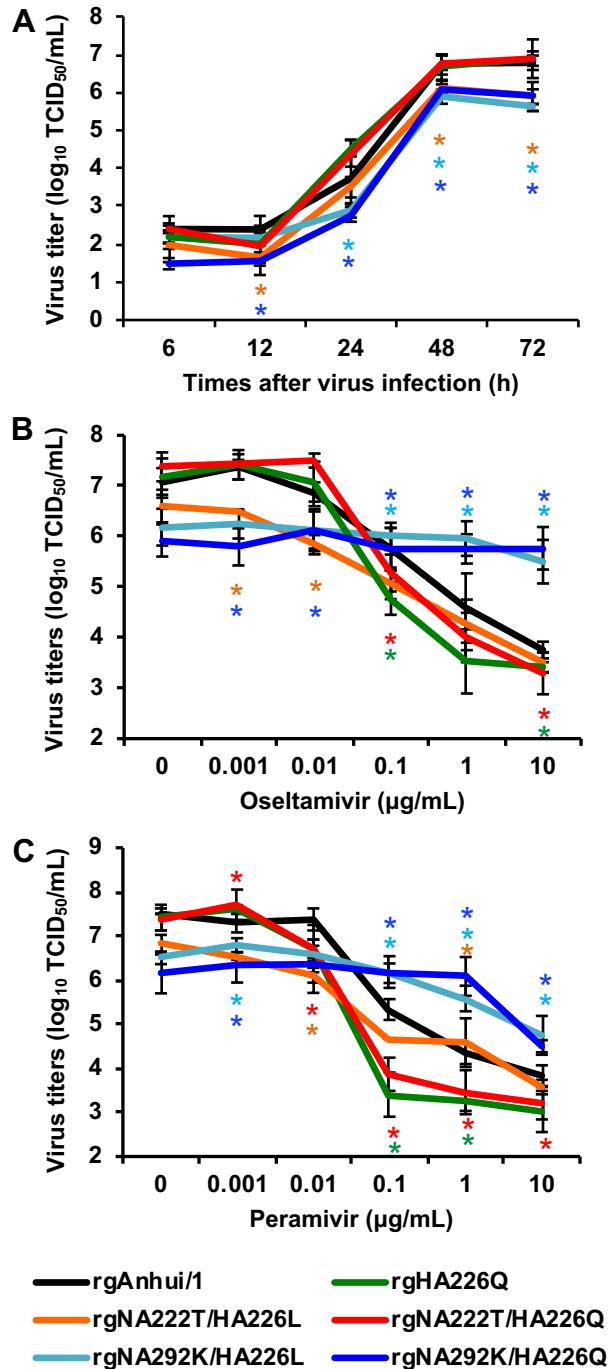 A
Virus titer (log10 TCID50/mL)
8
7
6
5
4
3
2
1
0
6 12 24 48 72
Times after virus infection (h)
* * * *
* * *
* * * *
B
Virus titers (log10 TCID50/mL)
8
7
6
5
4
3
2
0 0.001 0.01 0.1 1 10
Oseltamivir (µg/mL)
* * *
* * *
* * *
* * *
*
*
C
Virus titers (log10 TCID50/mL)
9
8
7
6
5
4
3
2
0 0.001 0.01 0.1 1 10
Peramivir (µg/mL)
* * *
* * *
*
* * *
* * *
* * *
* *
rgAnhui/1 rgHA226Q
rgNA222T/HA226L rgNA222T/HA226Q
rgNA292K/HA226L rgNA292K/HA226Q